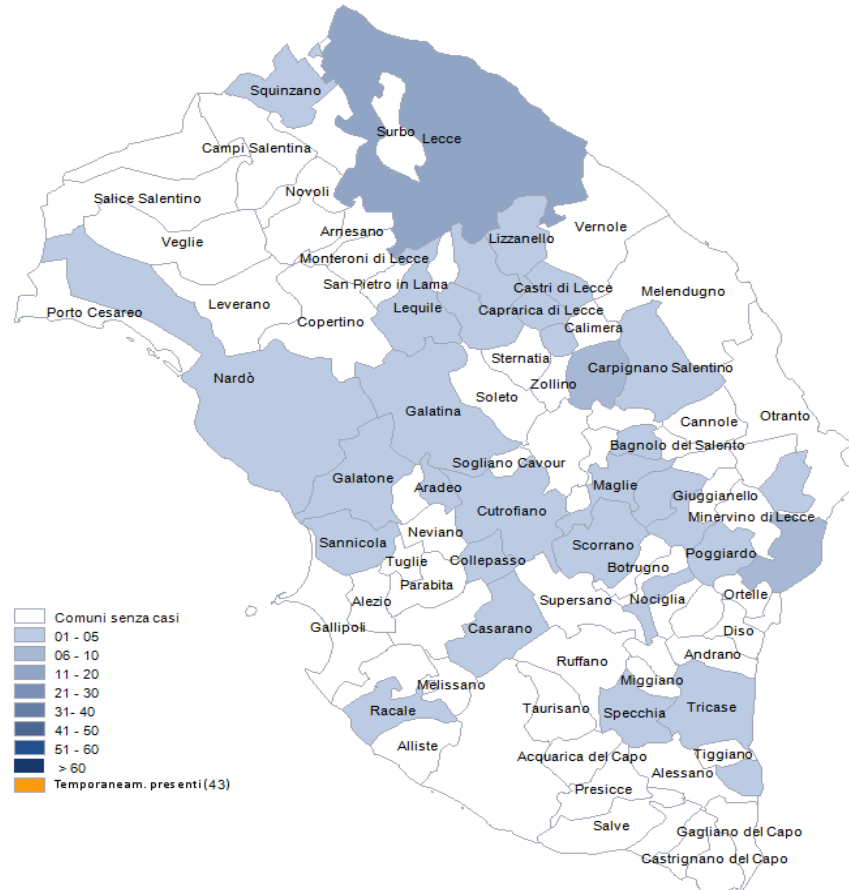 Squinzano
Surbo
Lecce
Campi Salentina
Novoli
Salice Salentino
Arnesano
Vernole
Veglie
Lizzanello
Monteroni di Lecce
San Pietro in Lama
Castri di Lecce
Melendugno
Leverano
Porto Cesareo
Lequile
Caprarica di Lecce
Copertino
Calimera
Sternatia
Carpignano Salentino
Nardò
Zollino
Soleto
Galatina
Otranto
Cannole
Bagnolo del Salento
Sogliano Cavour
Galatone
Aradeo
Maglie
Giuggianello
Cutrofiano
Minervino di Lecce
Neviano
Sannicola
Scorrano
Poggiardo
Tuglie
Collepasso
Botrugno
Parabita
Ortelle
Alezio
Supersano
Nociglia
Gallipoli
Casarano
Diso
Andrano
Ruffano
Miggiano
Melissano
Racale
Taurisano
Specchia
Tricase
Alliste
Tiggiano
Acquarica del Capo
Alessano
Presicce
Salve
Gagliano del Capo
Castrignano del Capo
Comuni senza casi
01 - 05
06 - 10
11 - 20
21 - 30
31- 40
41 - 50
51 - 60
> 60
Temporaneam. presenti (43)